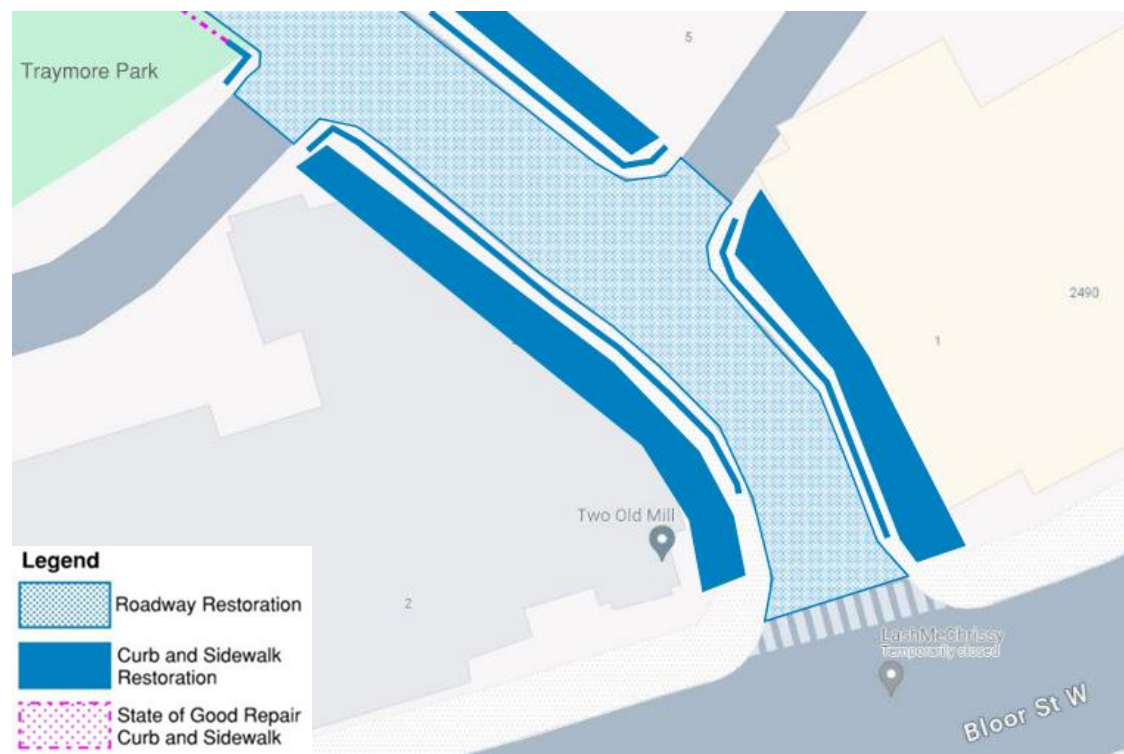 5
Traymore Park
2490
1
Two Old Mill
2
LashMeChrissy
Temporarily closed
Bloor St W
Legend
Roadway Restoration
Curb and Sidewalk
Restoration
State of Good Repair
Curb and Sidewalk